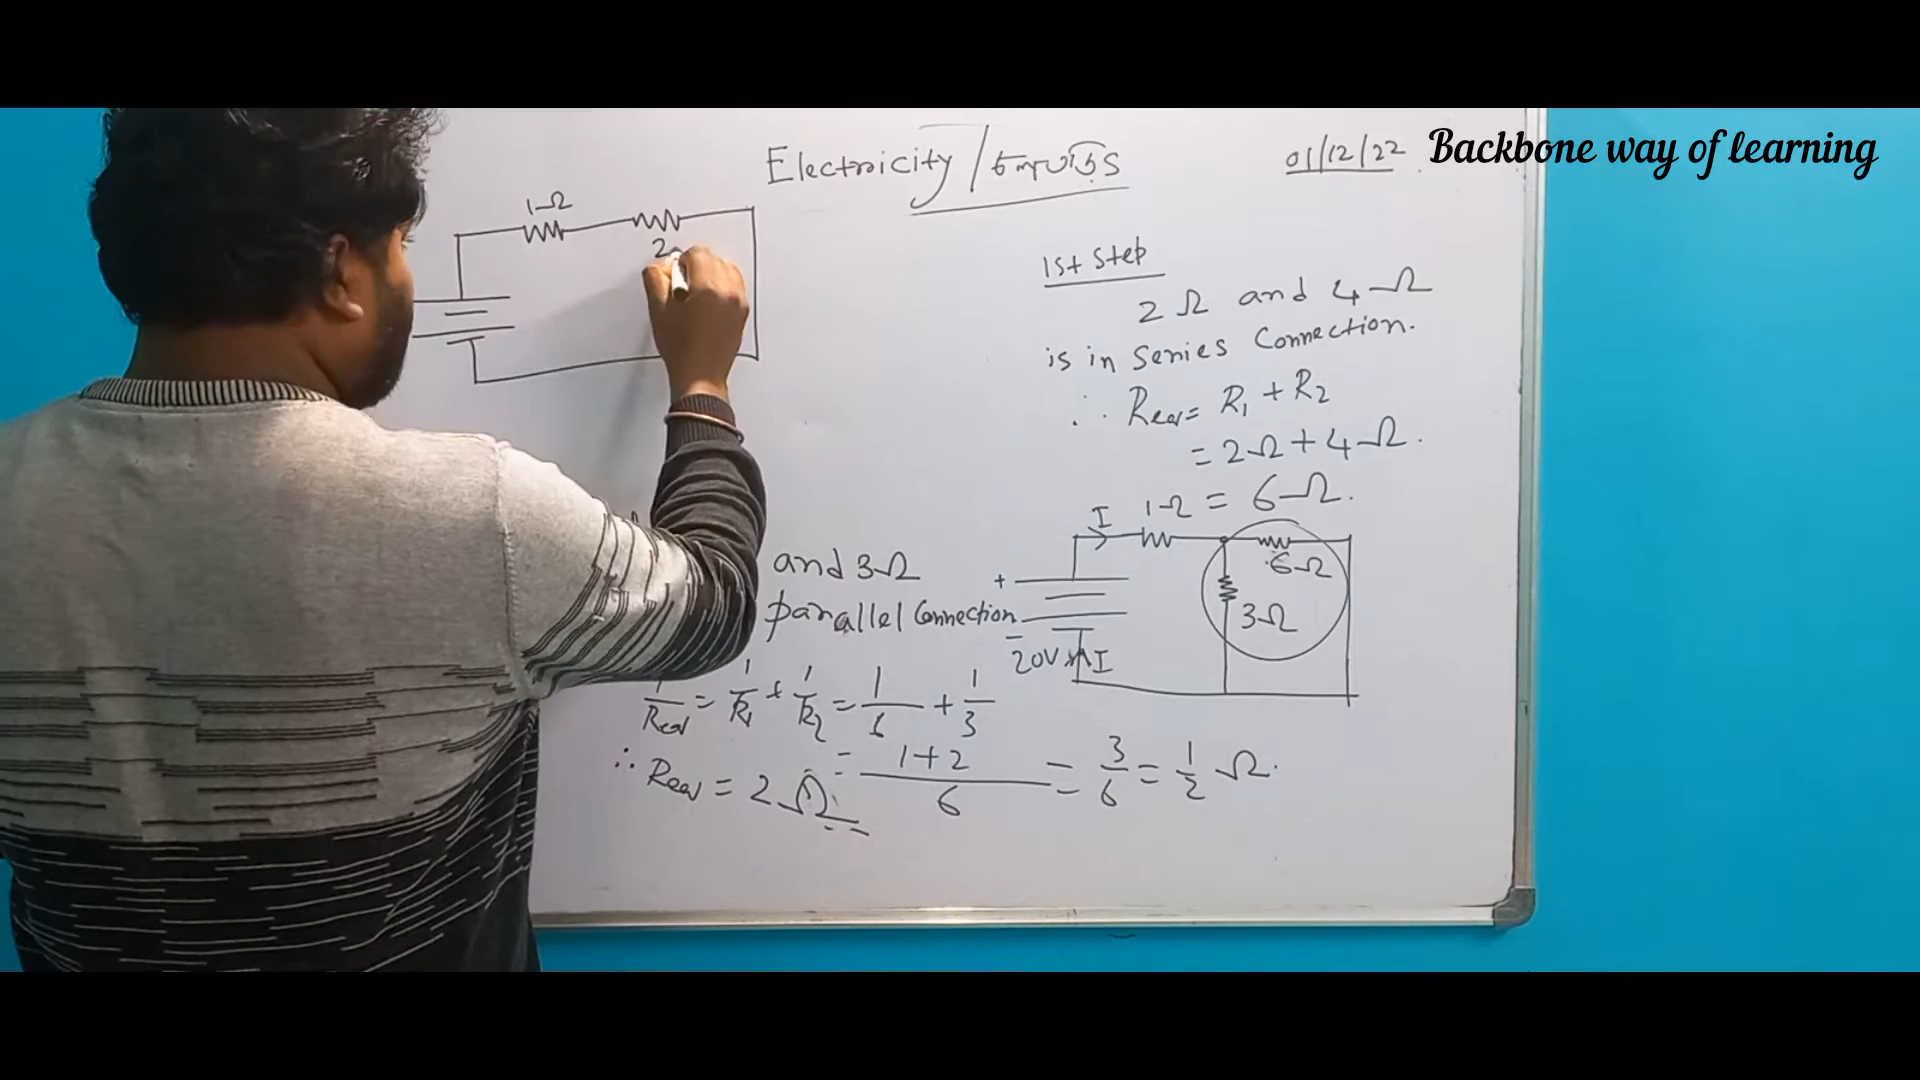 Backbone way of learning
Electricity /
01/12/22
1Ω
2
1st Step
2Ω and 4Ω
is in Series Connection.
∴ Req = R₁ + R₂
= 2Ω + 4Ω.
= 6Ω.
I 1Ω
6Ω
3Ω
+
-
20V I
and 3Ω
parallel Connection
1/Req = 1/R₁ + 1/R₂ = 1/6 + 1/3
= (1+2)/6 = 3/6 = 1/2 Ω.
∴ Req = 2Ω